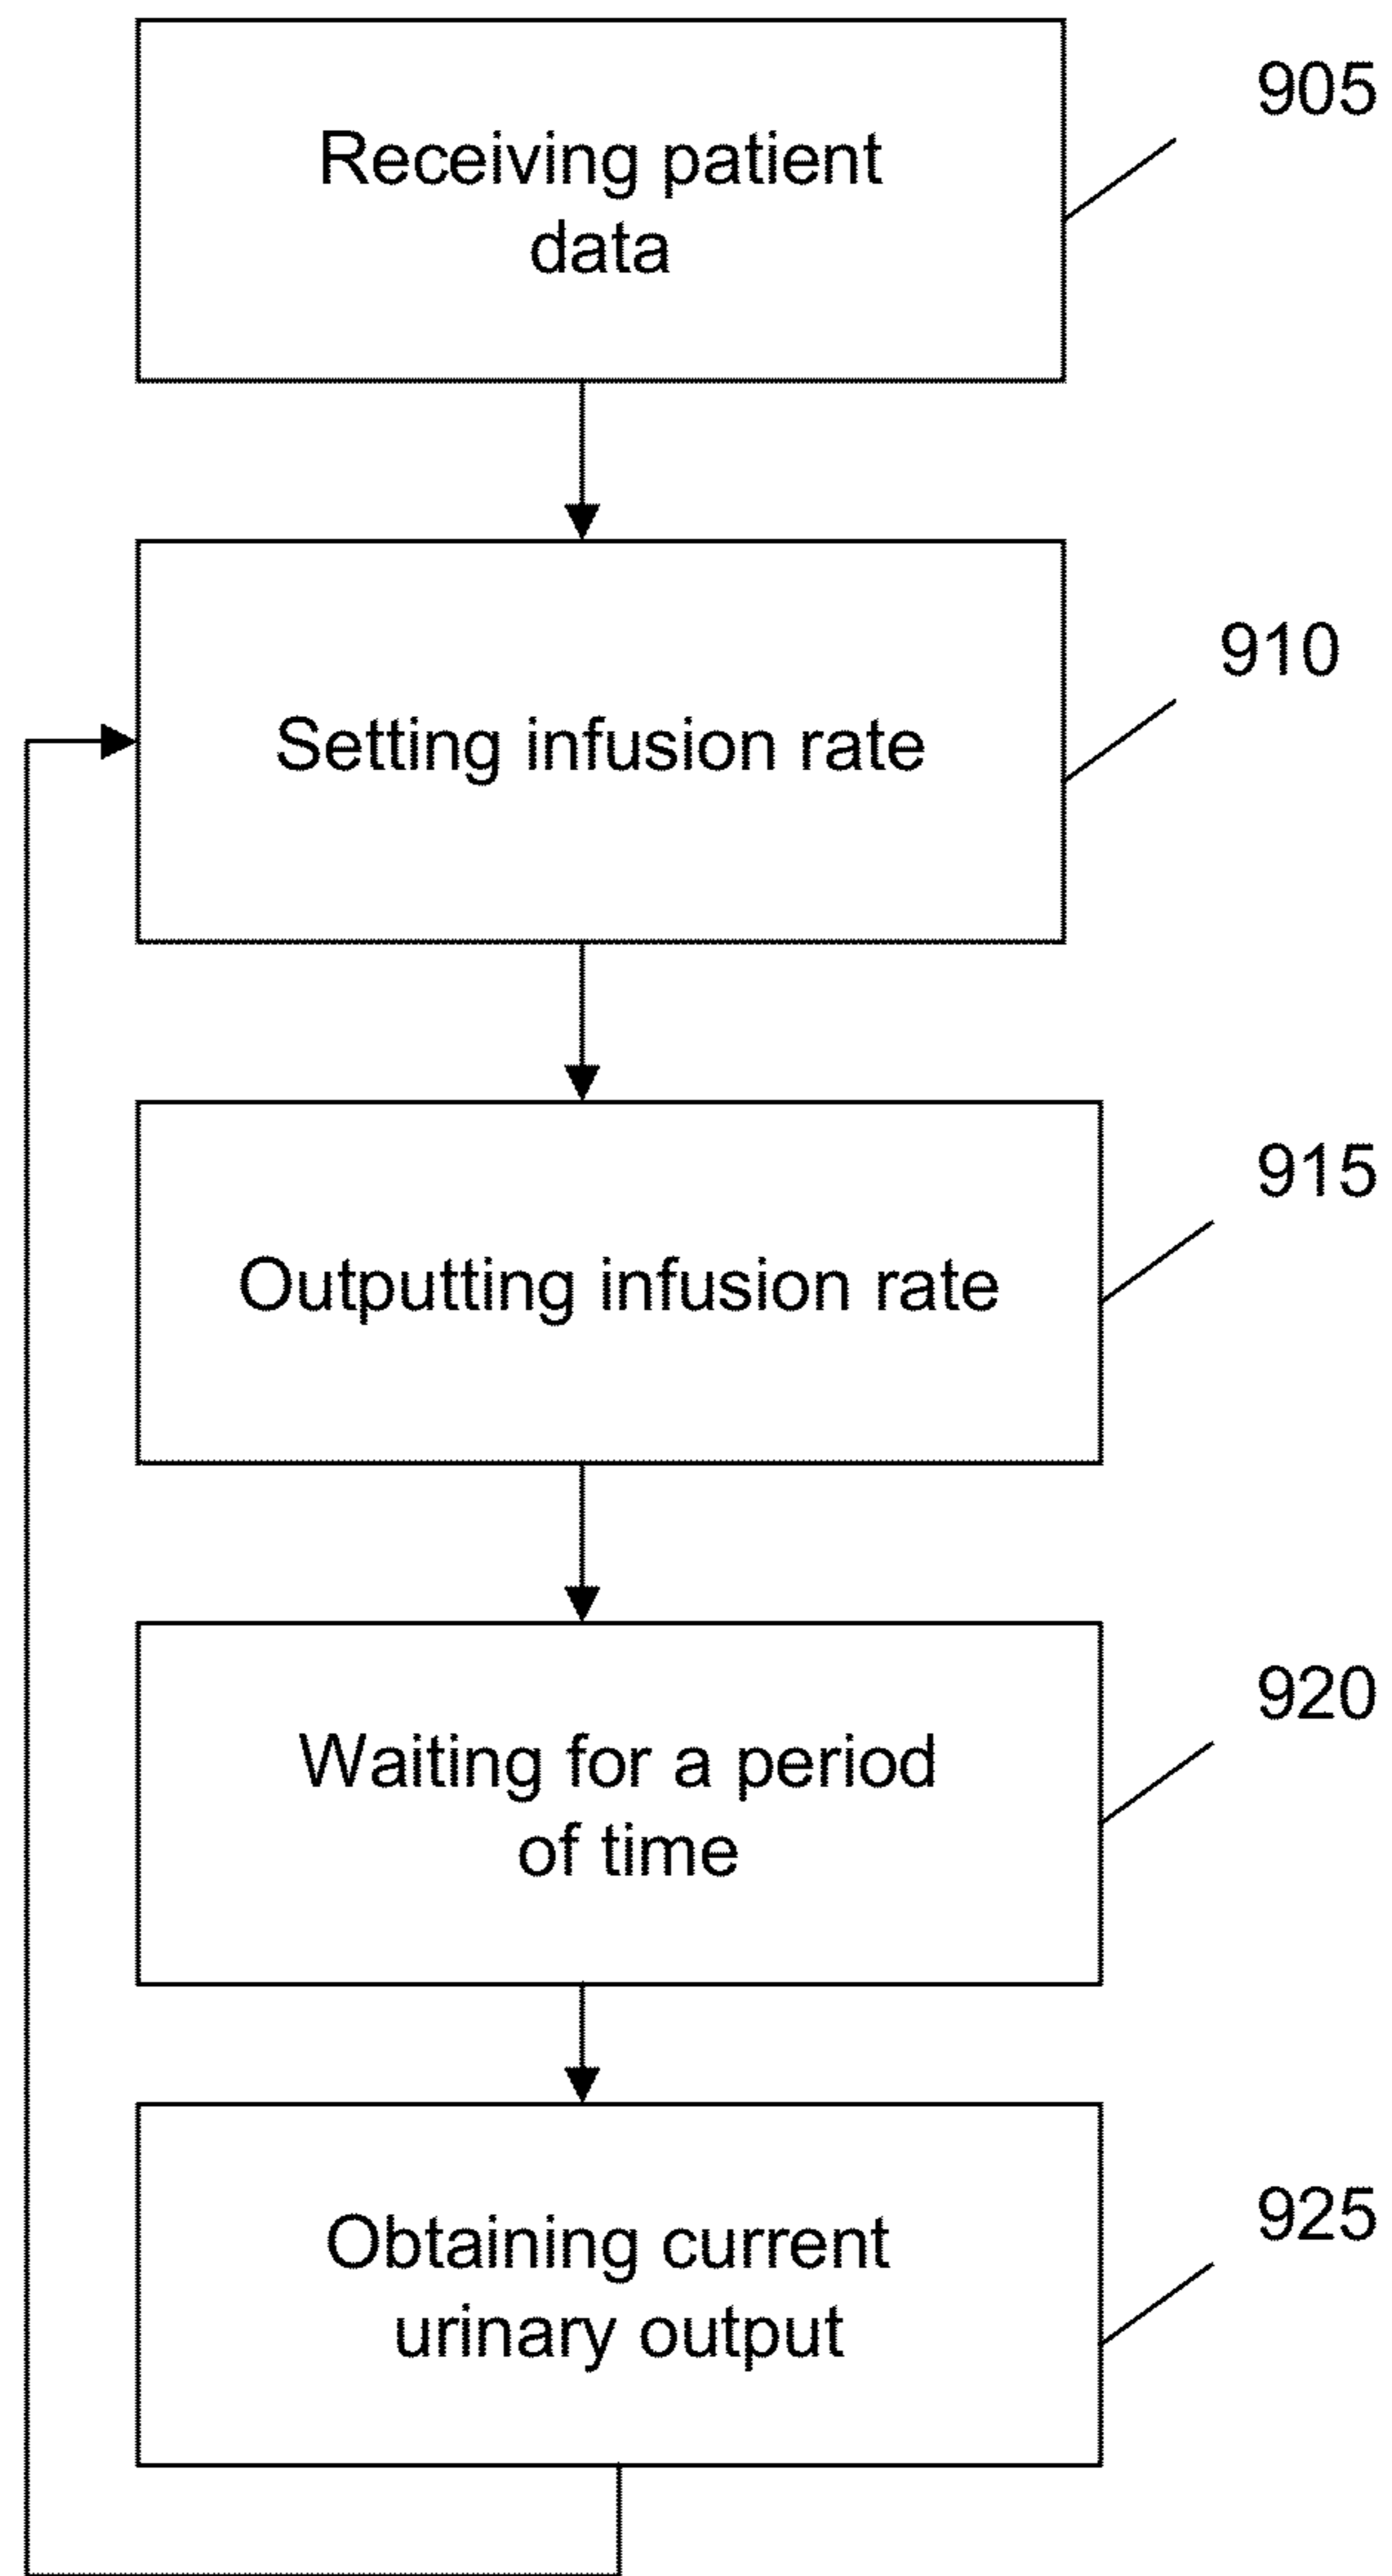 905
Receiving patient
data
910
Setting infusion rate
915
Outputting infusion rate
920
Waiting for a period
of time
925
Obtaining current
urinary output